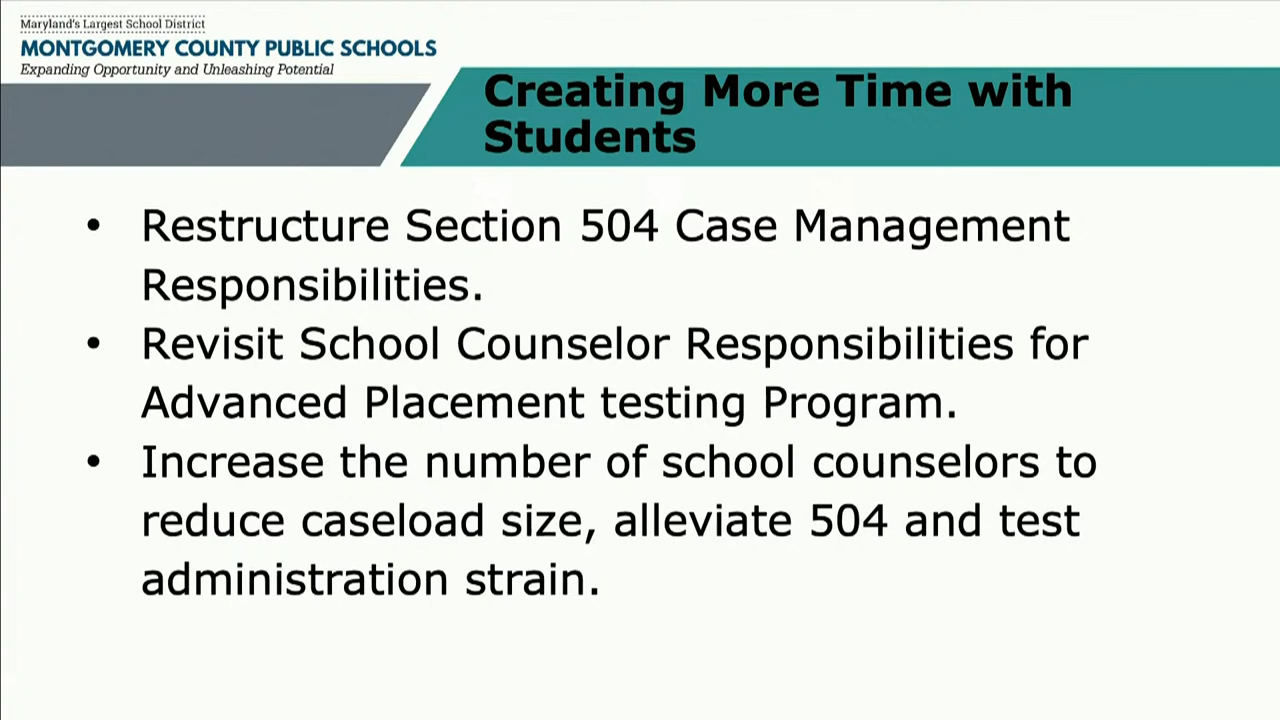 Maryland's Largest School District
MONTGOMERY COUNTY PUBLIC SCHOOLS
Expanding Opportunity and Unleashing Potential
Creating More Time with
Students
• Restructure Section 504 Case Management
Responsibilities.
• Revisit School Counselor Responsibilities for
Advanced Placement testing Program.
• Increase the number of school counselors to
reduce caseload size, alleviate 504 and test
administration strain.